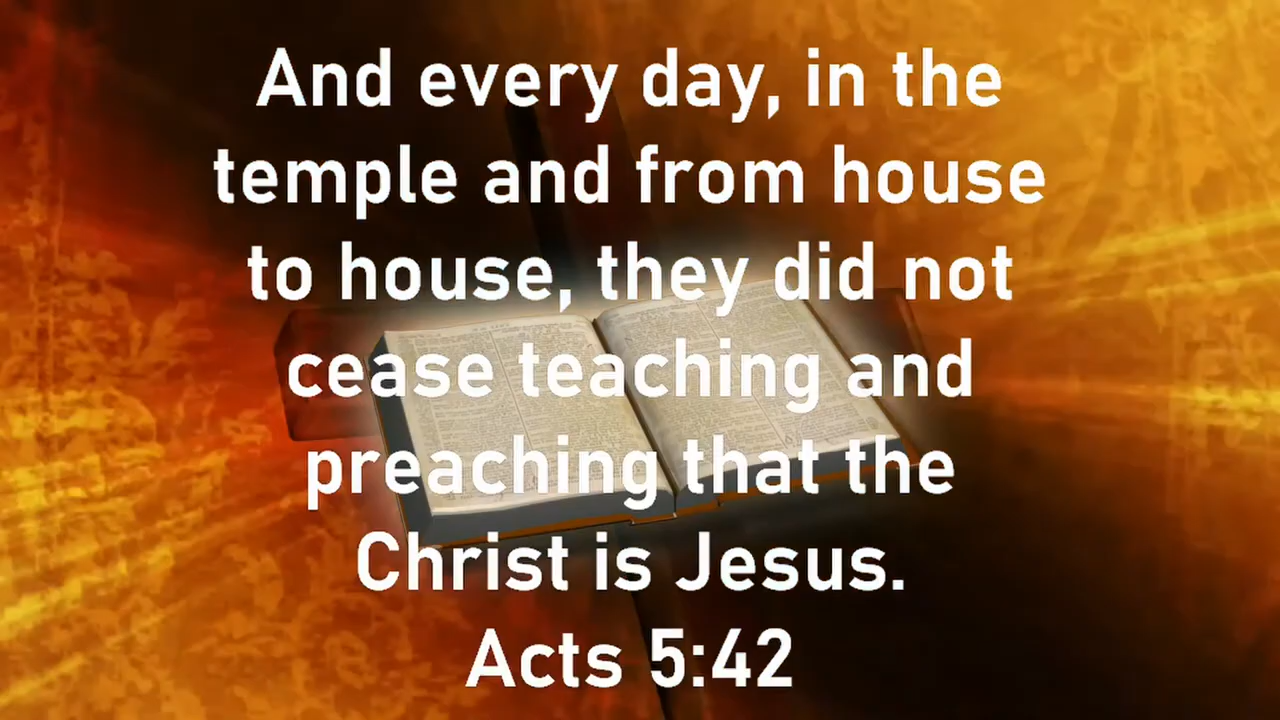 And every day, in the
temple and from house
to house, they did not
cease teaching and
preaching that the
Christ is Jesus.
Acts 5:42